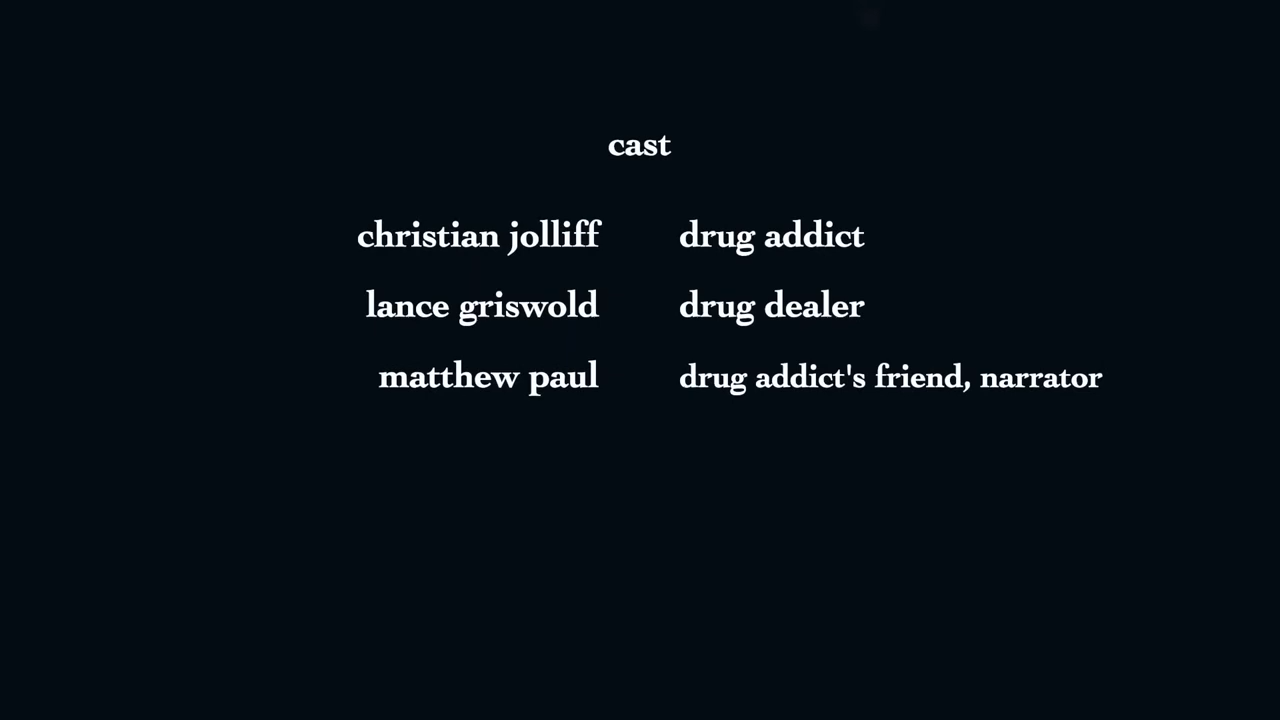 cast
christian jolliff drug addict
lance griswold drug dealer
matthew paul drug addict's friend, narrator